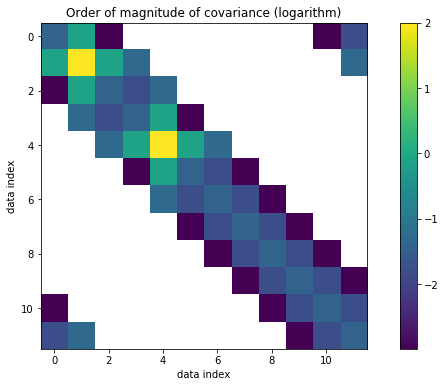 Order of magnitude of covariance (logarithm)
0
2
4
6
8
10
data index
0 2 4 6 8 10
data index
2
1
0
−1
−2